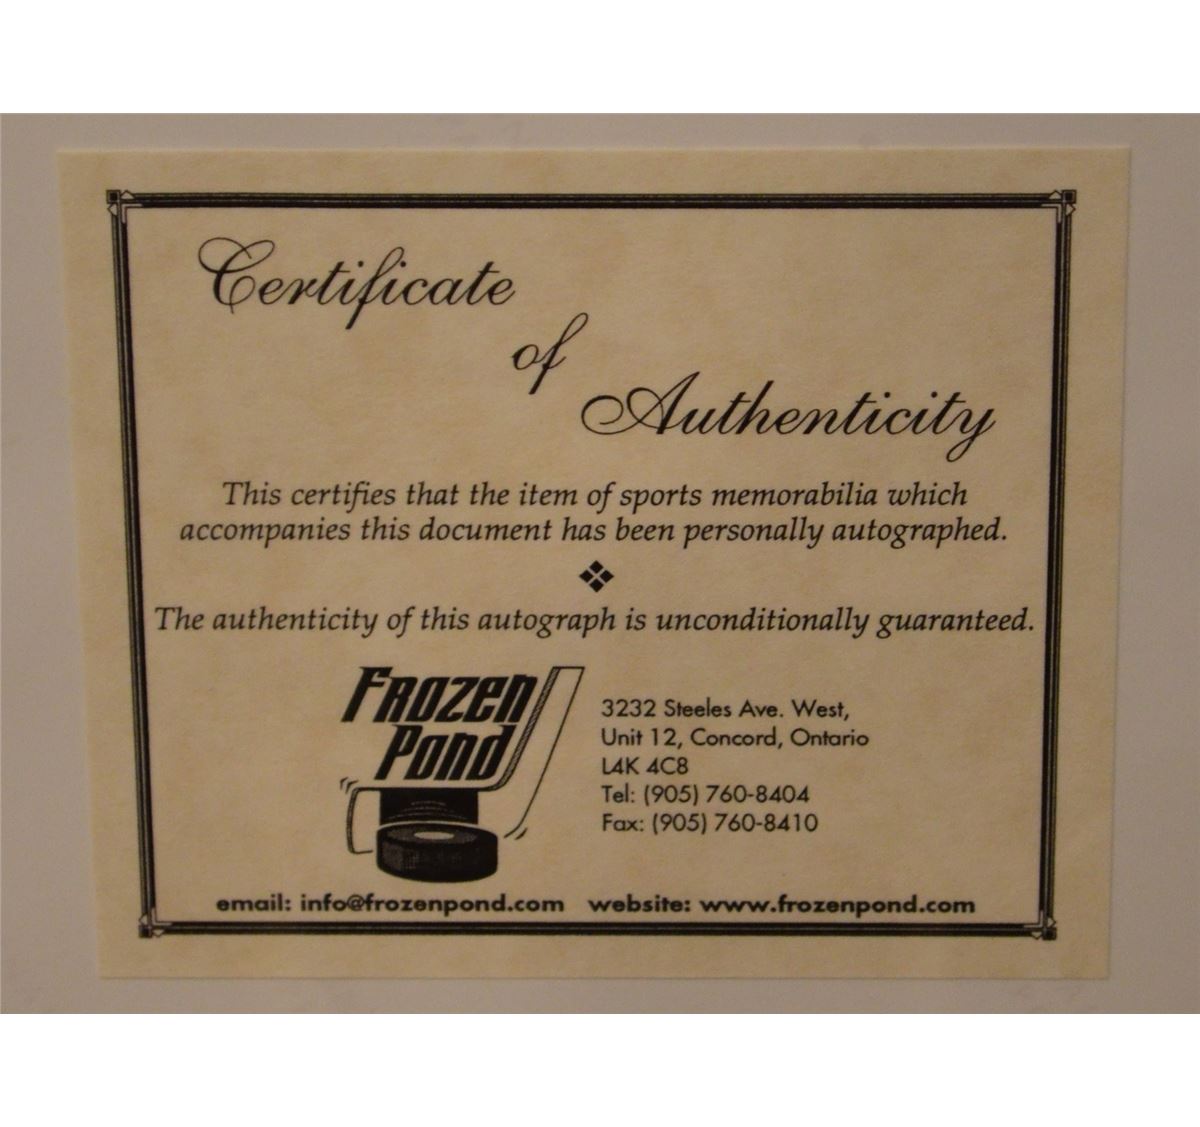 Certificate
of
Authenticity
This certifies that the item of sports memorabilia which
accompanies this document has been personally autographed.
The authenticity of this autograph is unconditionally guaranteed.
Frozen
Pond
3232 Steeles Ave. West,
Unit 12, Concord, Ontario
L4K 4C8
Tel: (905) 760-8404
Fax: (905) 760-8410
email: info@frozenpond.com website: www.frozenpond.com